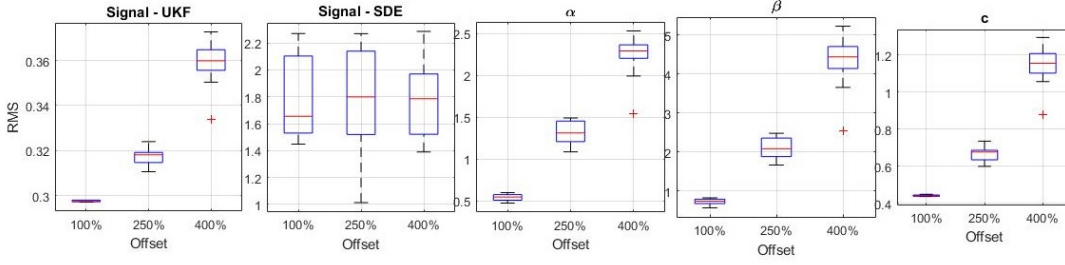 Signal - UKF
RMS
0.36
0.34
0.32
0.3
100% 250% 400%
Offset
Signal - SDE
2.2
2
1.8
1.6
1.4
1.2
1
100% 250% 400%
Offset
α
2.5
2
1.5
1
0.5
100% 250% 400%
Offset
β
5
4
3
2
1
100% 250% 400%
Offset
c
1.2
1
0.8
0.6
0.4
100% 250% 400%
Offset